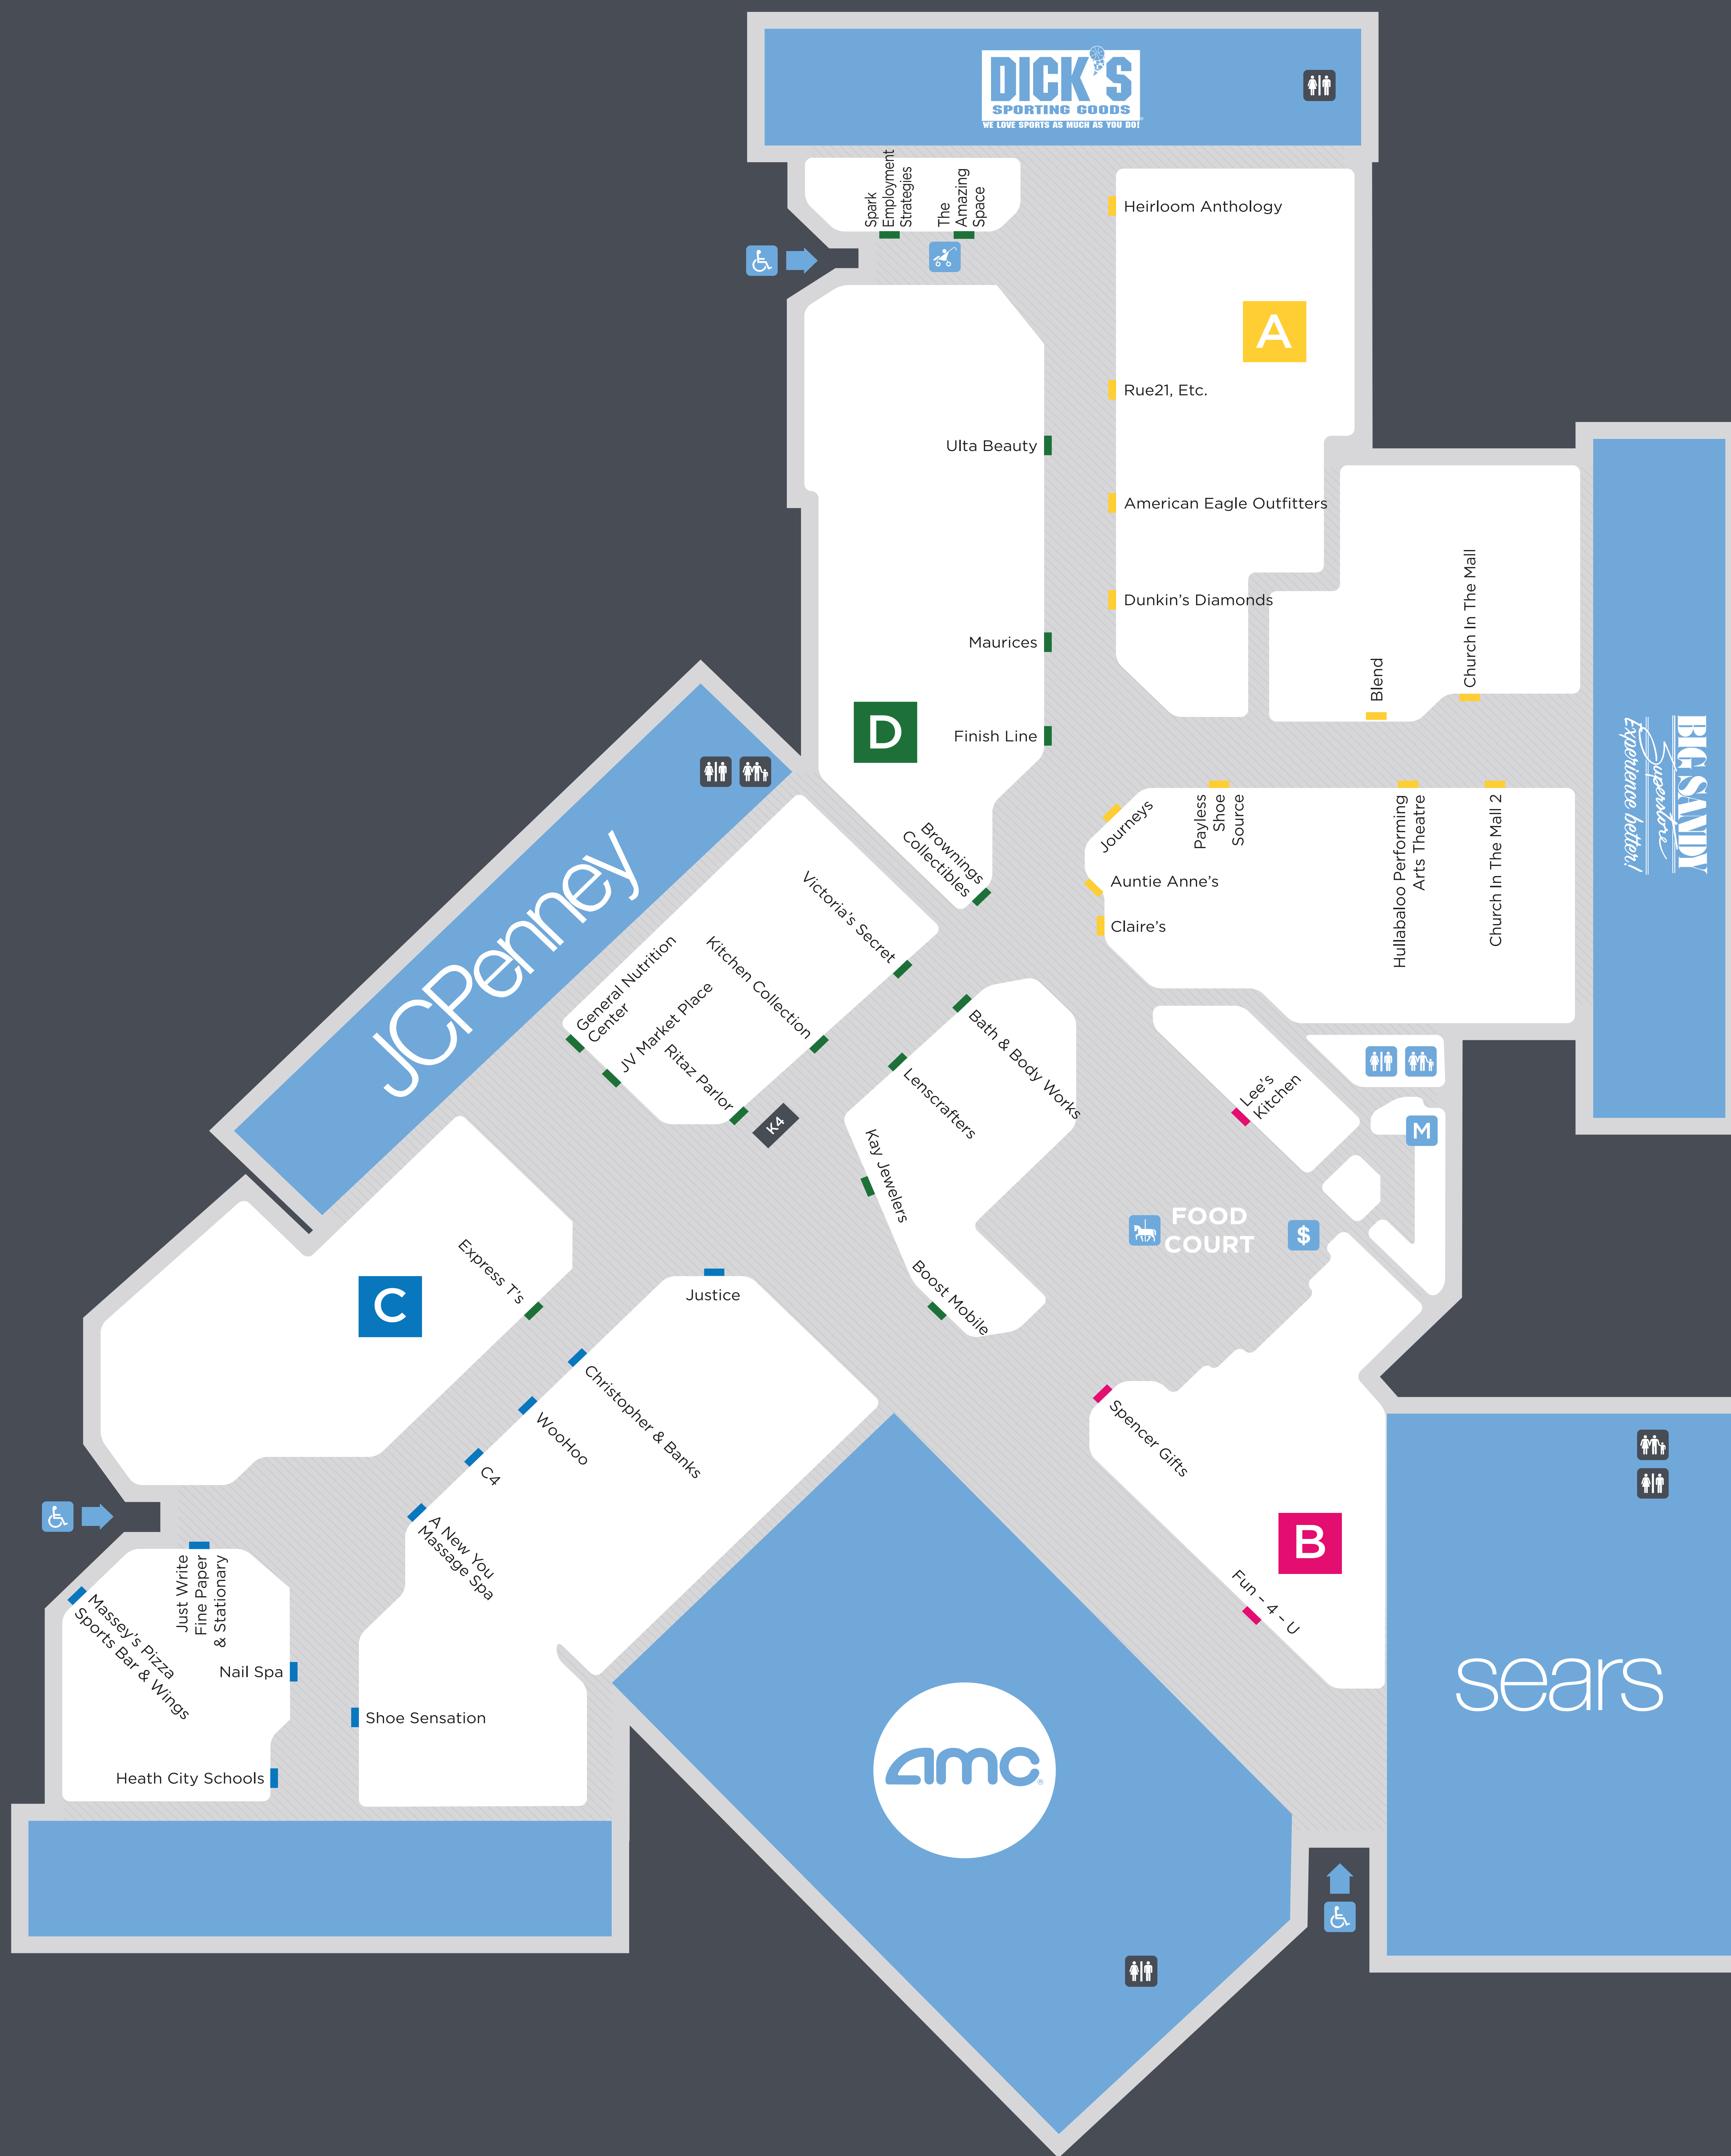 DICK'S
SPORTING GOODS
WE LOVE SPORTS AS MUCH AS YOU DO!
Spark
Employment
Strategies
The
Amazing
Space
Heirloom Anthology
A
Rue21, Etc.
Ulta Beauty
American Eagle Outfitters
Dunkin's Diamonds
Maurices
Blend
Church In The Mall
D
Finish Line
BIG SANDY
Superstore
Experience better!
JCPenney
Brownings
Collectibles
Journeys
Payless
Shoe
Source
Hullabaloo Performing
Arts Theatre
Church In The Mall 2
Auntie Anne's
Claire's
Victoria's Secret
Kitchen Collection
General Nutrition
Center
JV Market Place
Ritaz Parlor
K4
Bath & Body Works
Lenscrafters
Kay Jewelers
Boost Mobile
Lee's
Kitchen
M
FOOD
COURT
$
Express T's
C
Justice
Christopher & Banks
WooHoo
C4
A New You
Massage Spa
Spencer Gifts
B
Fun - 4 - U
Just Write
Fine Paper
& Stationary
Massey's Pizza
Sports Bar & Wings
Nail Spa
Shoe Sensation
Heath City Schools
sears
amc